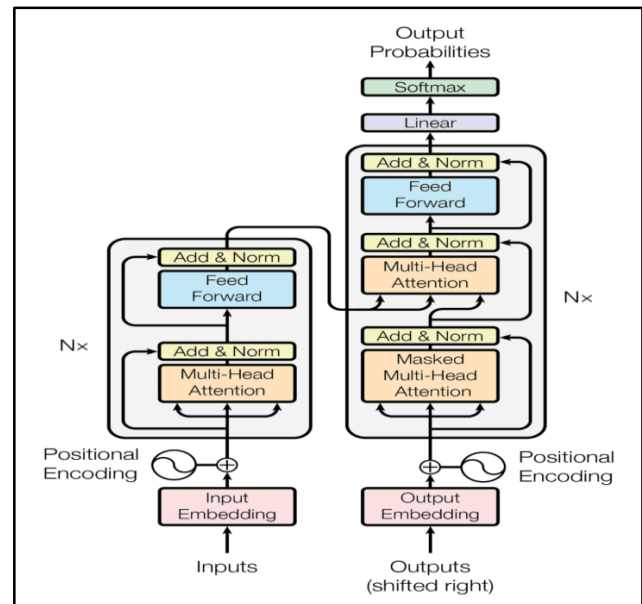 Output
Probabilities
Softmax
Linear
Add & Norm
Feed
Forward
Add & Norm
Multi-Head
Attention
Add & Norm
Masked
Multi-Head
Attention
Nx
Add & Norm
Feed
Forward
Nx
Add & Norm
Multi-Head
Attention
Positional
Encoding
Positional
Encoding
Input
Embedding
Output
Embedding
Inputs
Outputs
(shifted right)